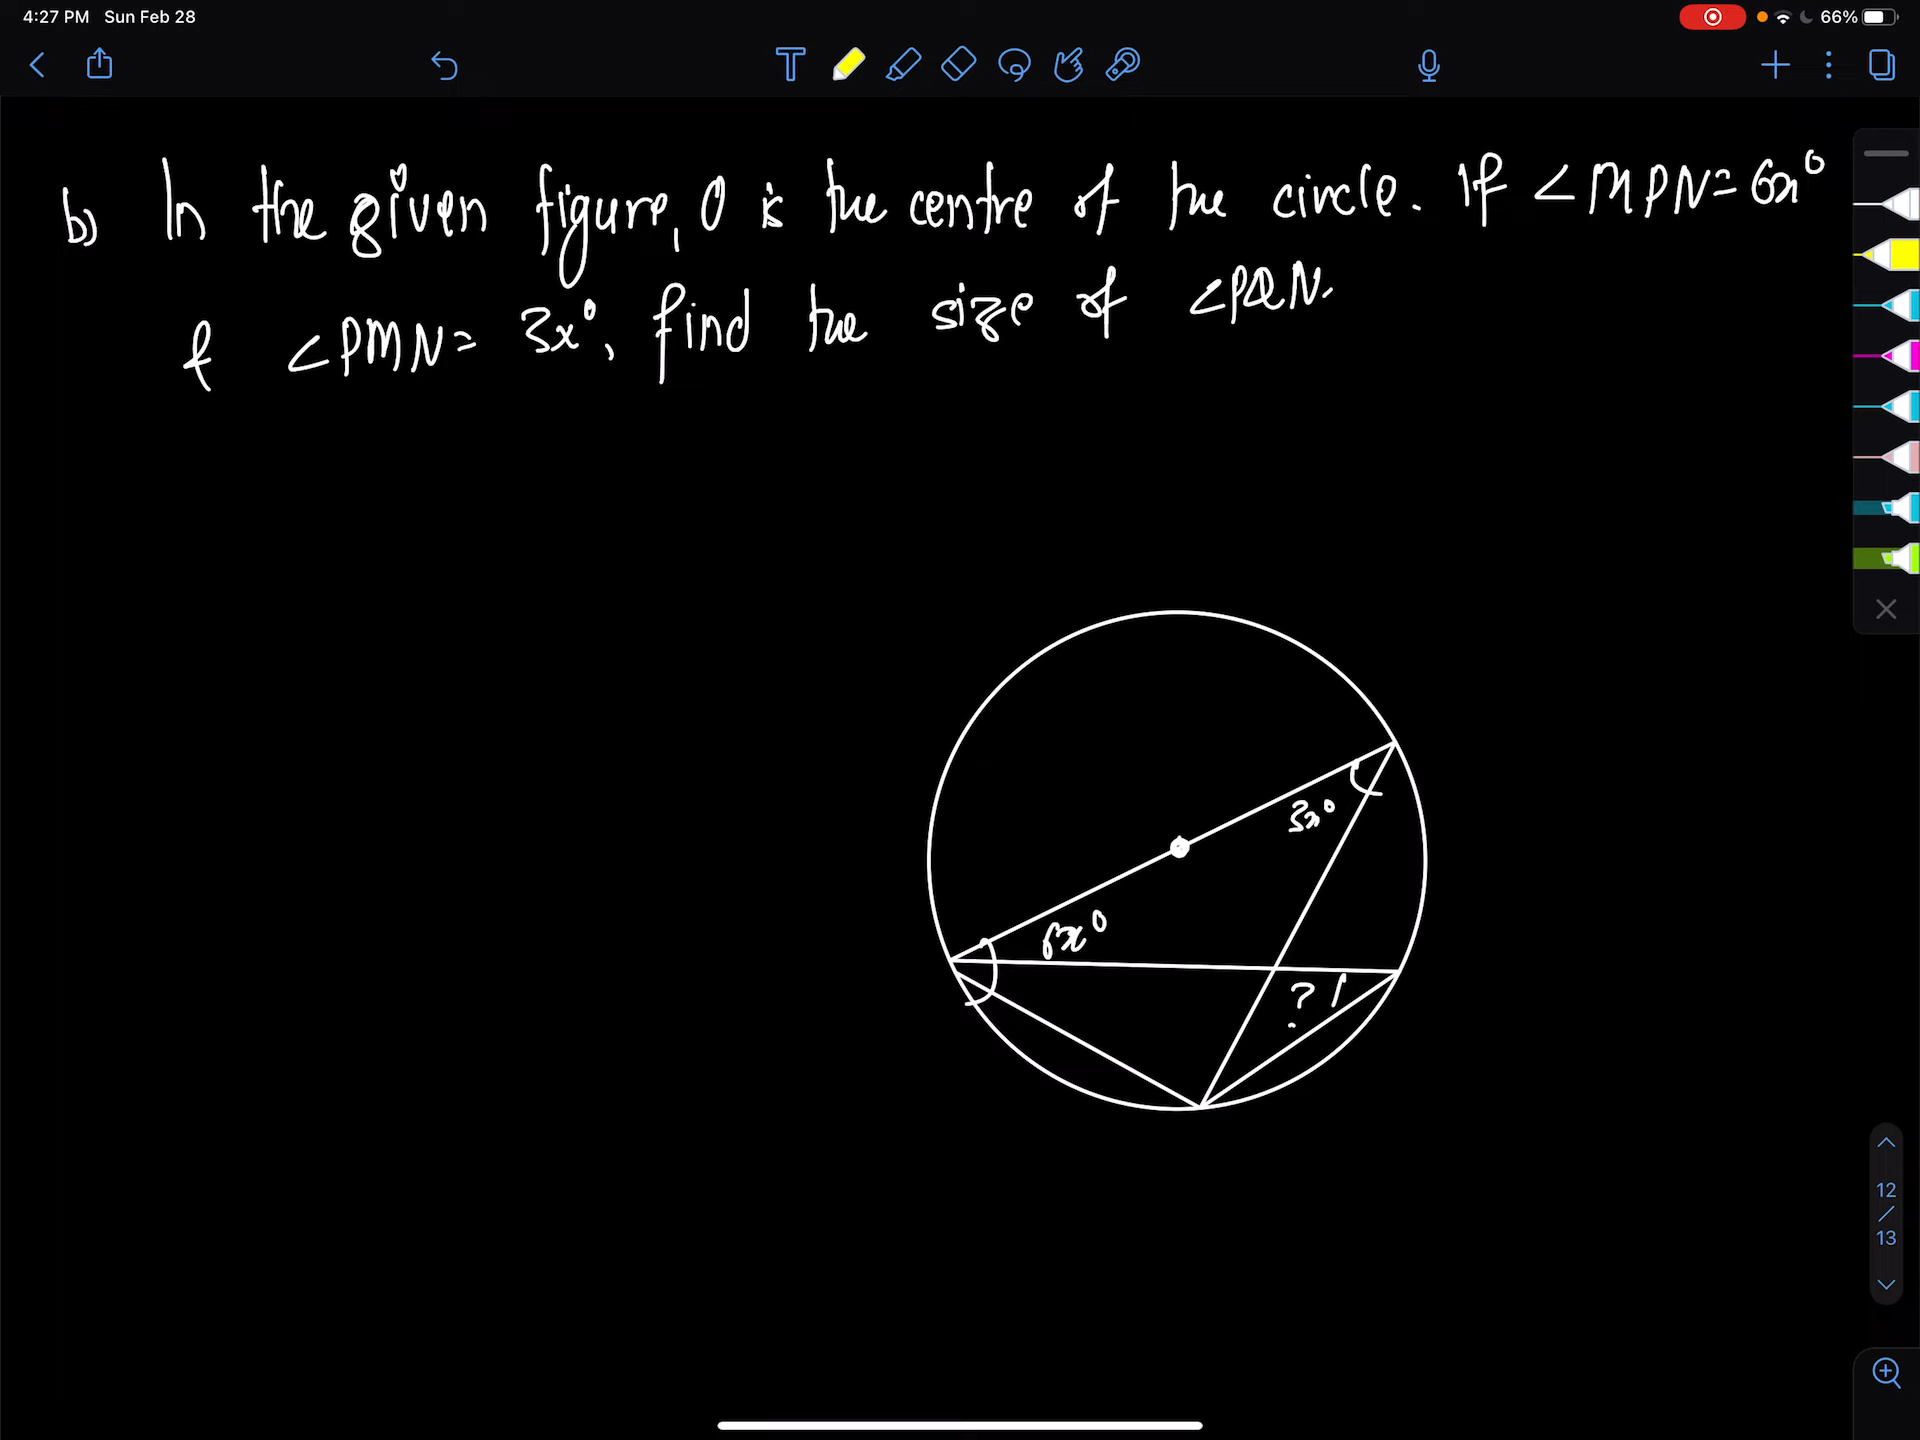 4:27 PM Sun Feb 28
66%
b) In the given figure, O is the centre of the circle. If ∠MPN = 6x°
& ∠PMN = 3x°, find the size of ∠PQN.
3x°
6x°
?
12
/
13